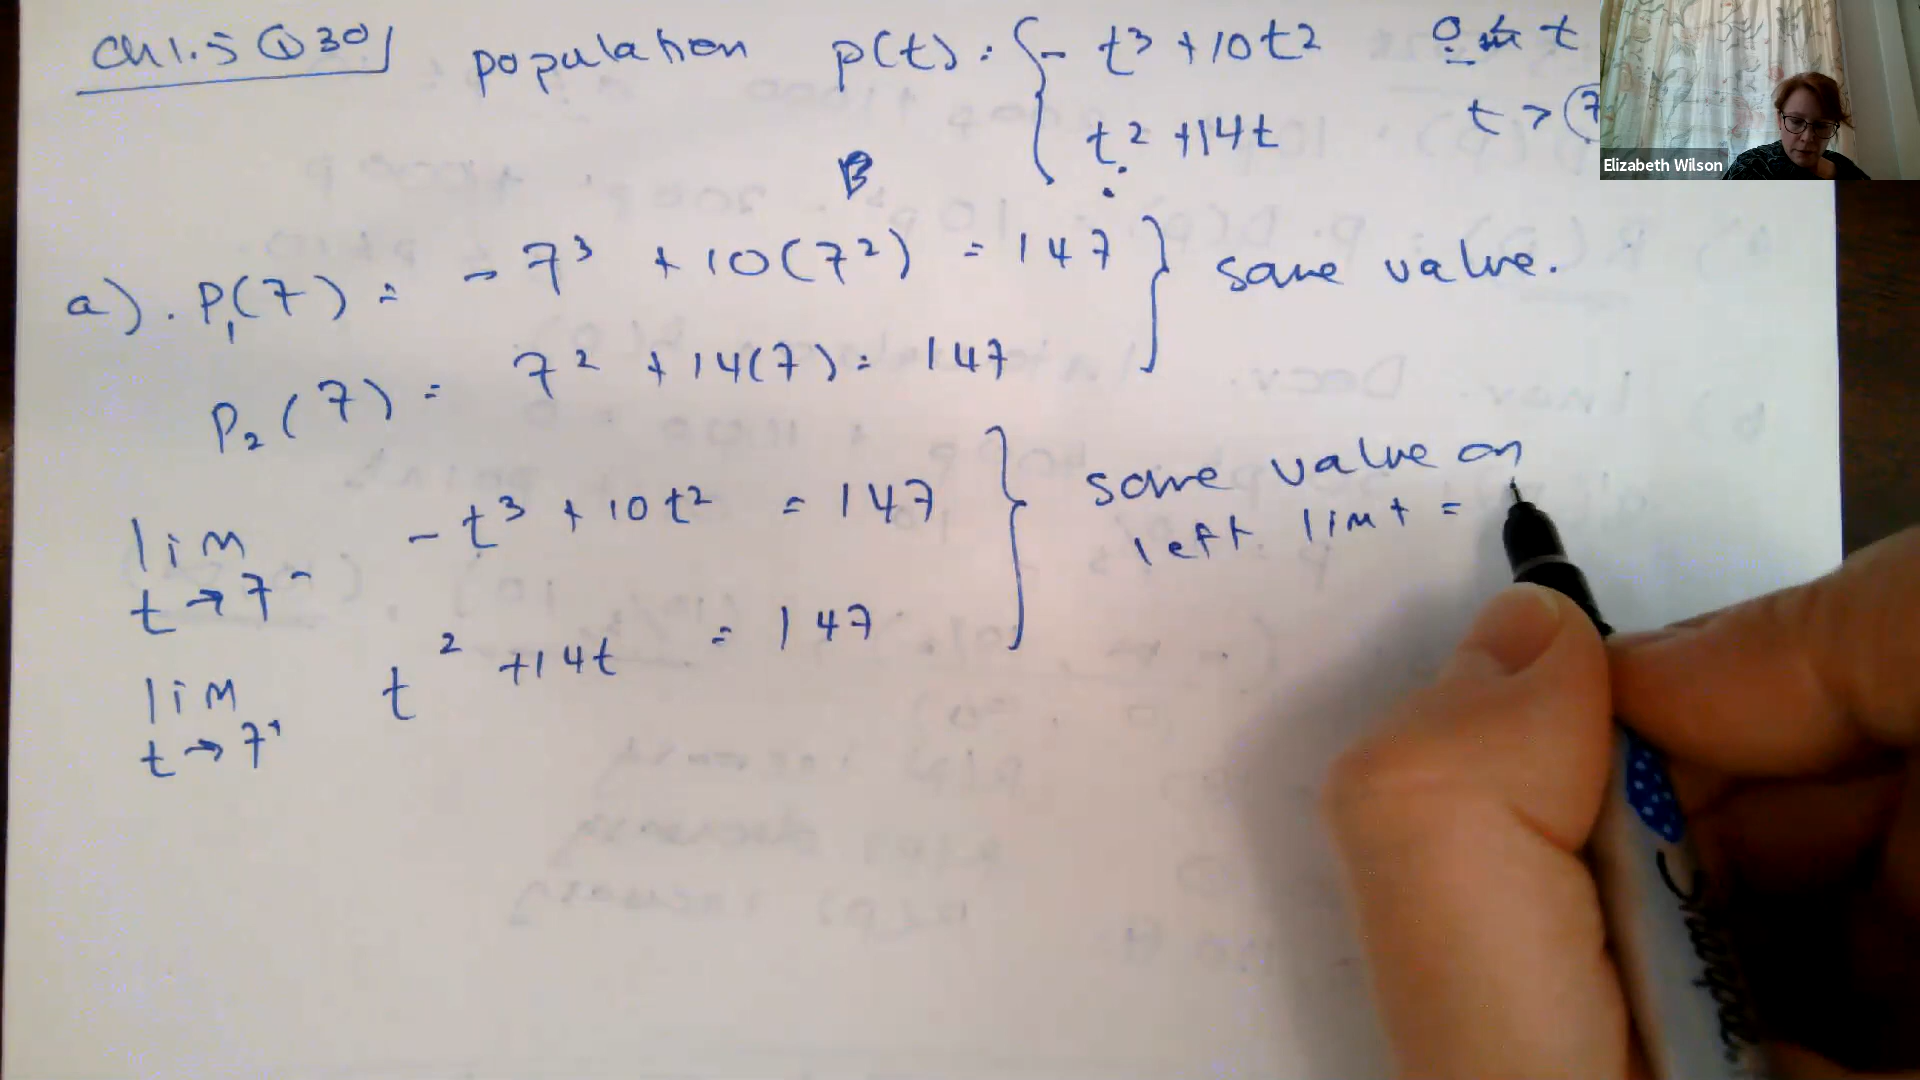 Ch1.5 Q30
population p(t) = { - t³ + 10t² 0 t
t² + 14t t > 7
Elizabeth Wilson
B
a). P₁(7) = - 7³ + 10(7²) = 147 } same value.
P₂(7) = 7² + 14(7) = 147
lim t→7⁻ - t³ + 10t² = 147 } same value on
left limt =
lim t→7⁺ t² + 14t = 147
Sharpie